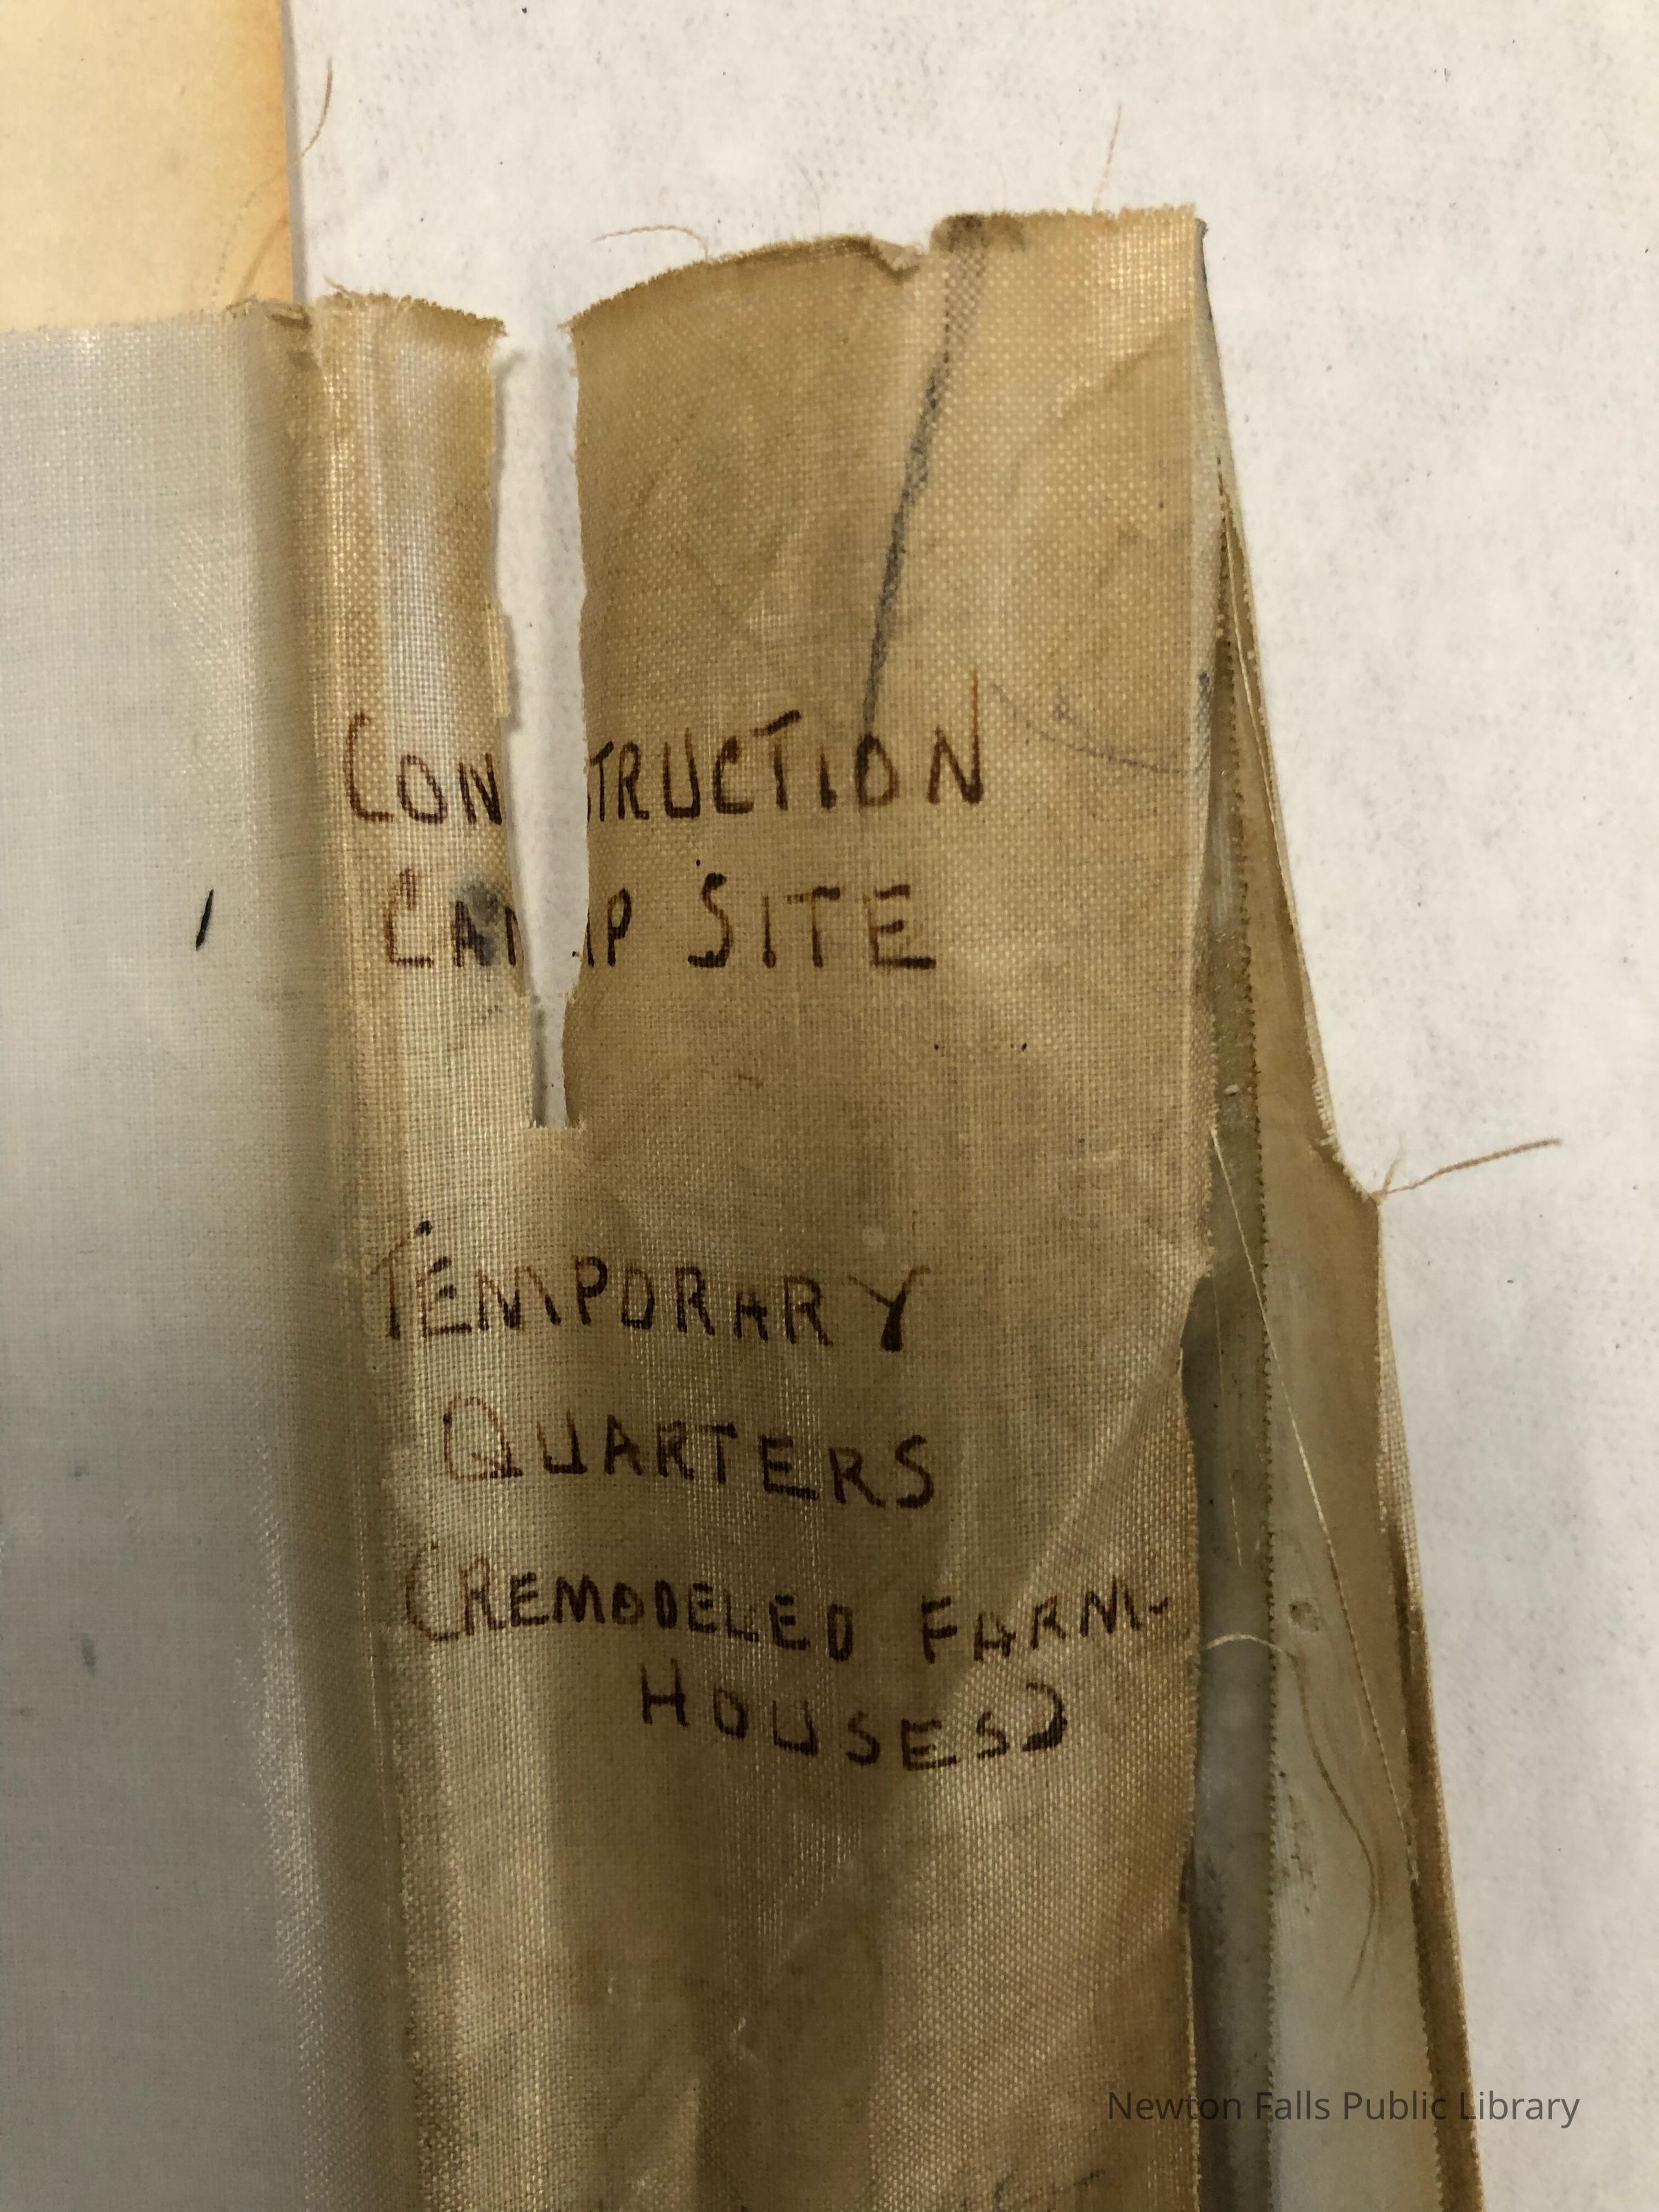 CONSTRUCTION
CAMP SITE
TEMPORARY
QUARTERS
(REMODELED FARM-
HOUSES)
Newton Falls Public Library